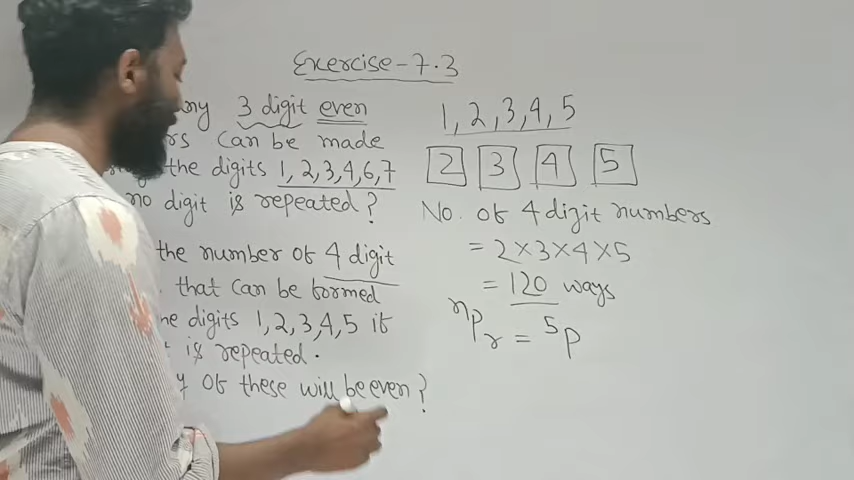 Exercise-7.3
ny 3 digit even
rs can be made
the digits 1,2,3,4,6,7
no digit is repeated?
the number of 4 digit
that can be formed
he digits 1,2,3,4,5 if
t is repeated.
y of these will be even?
1,2,3,4,5
2 3 4 5
No. of 4 digit numbers
= 2×3×4×5
= 120 ways
ⁿPᵣ = ⁵P